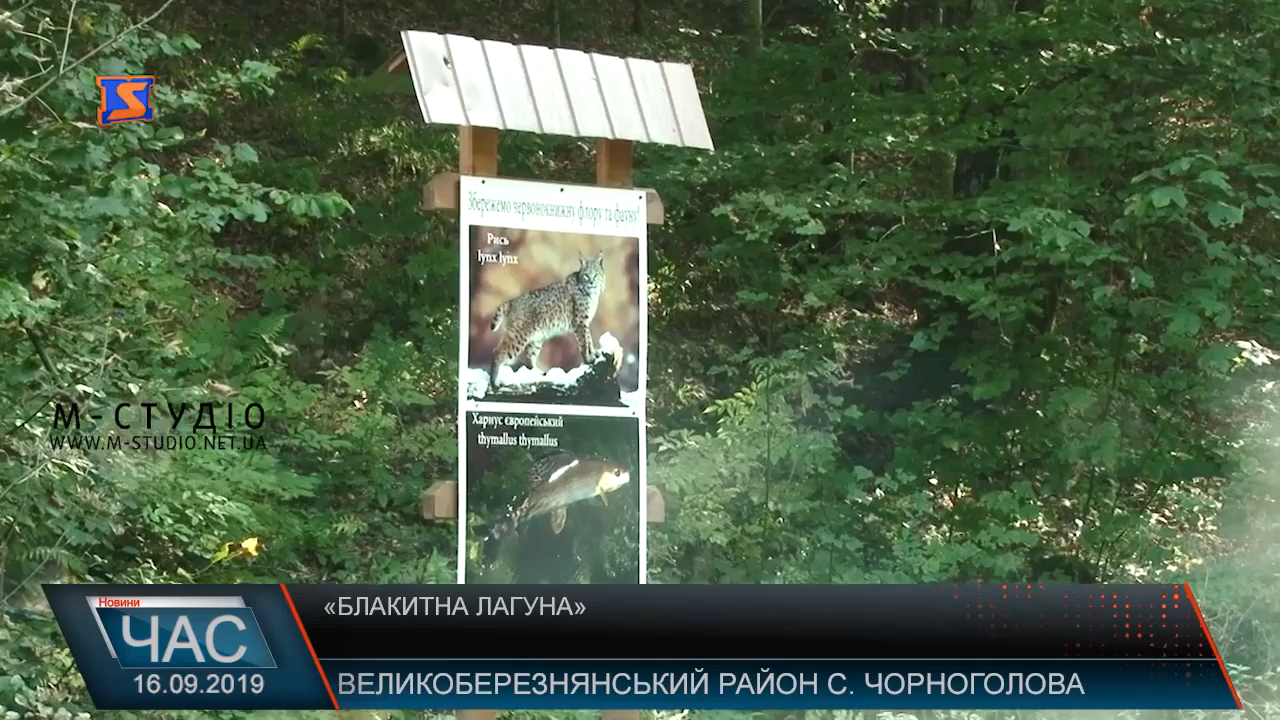 Збережемо червонокнижну флору та фауну!
Рись
lynx lynx
Харіус європейський
thymallus thymallus
М-СТУДІО
WWW.M-STUDIO.NET.UA
Новини
ЧАС
16.09.2019
«БЛАКИТНА ЛАГУНА»
ВЕЛИКОБЕРЕЗНЯНСЬКИЙ РАЙОН С. ЧОРНОГОЛОВА